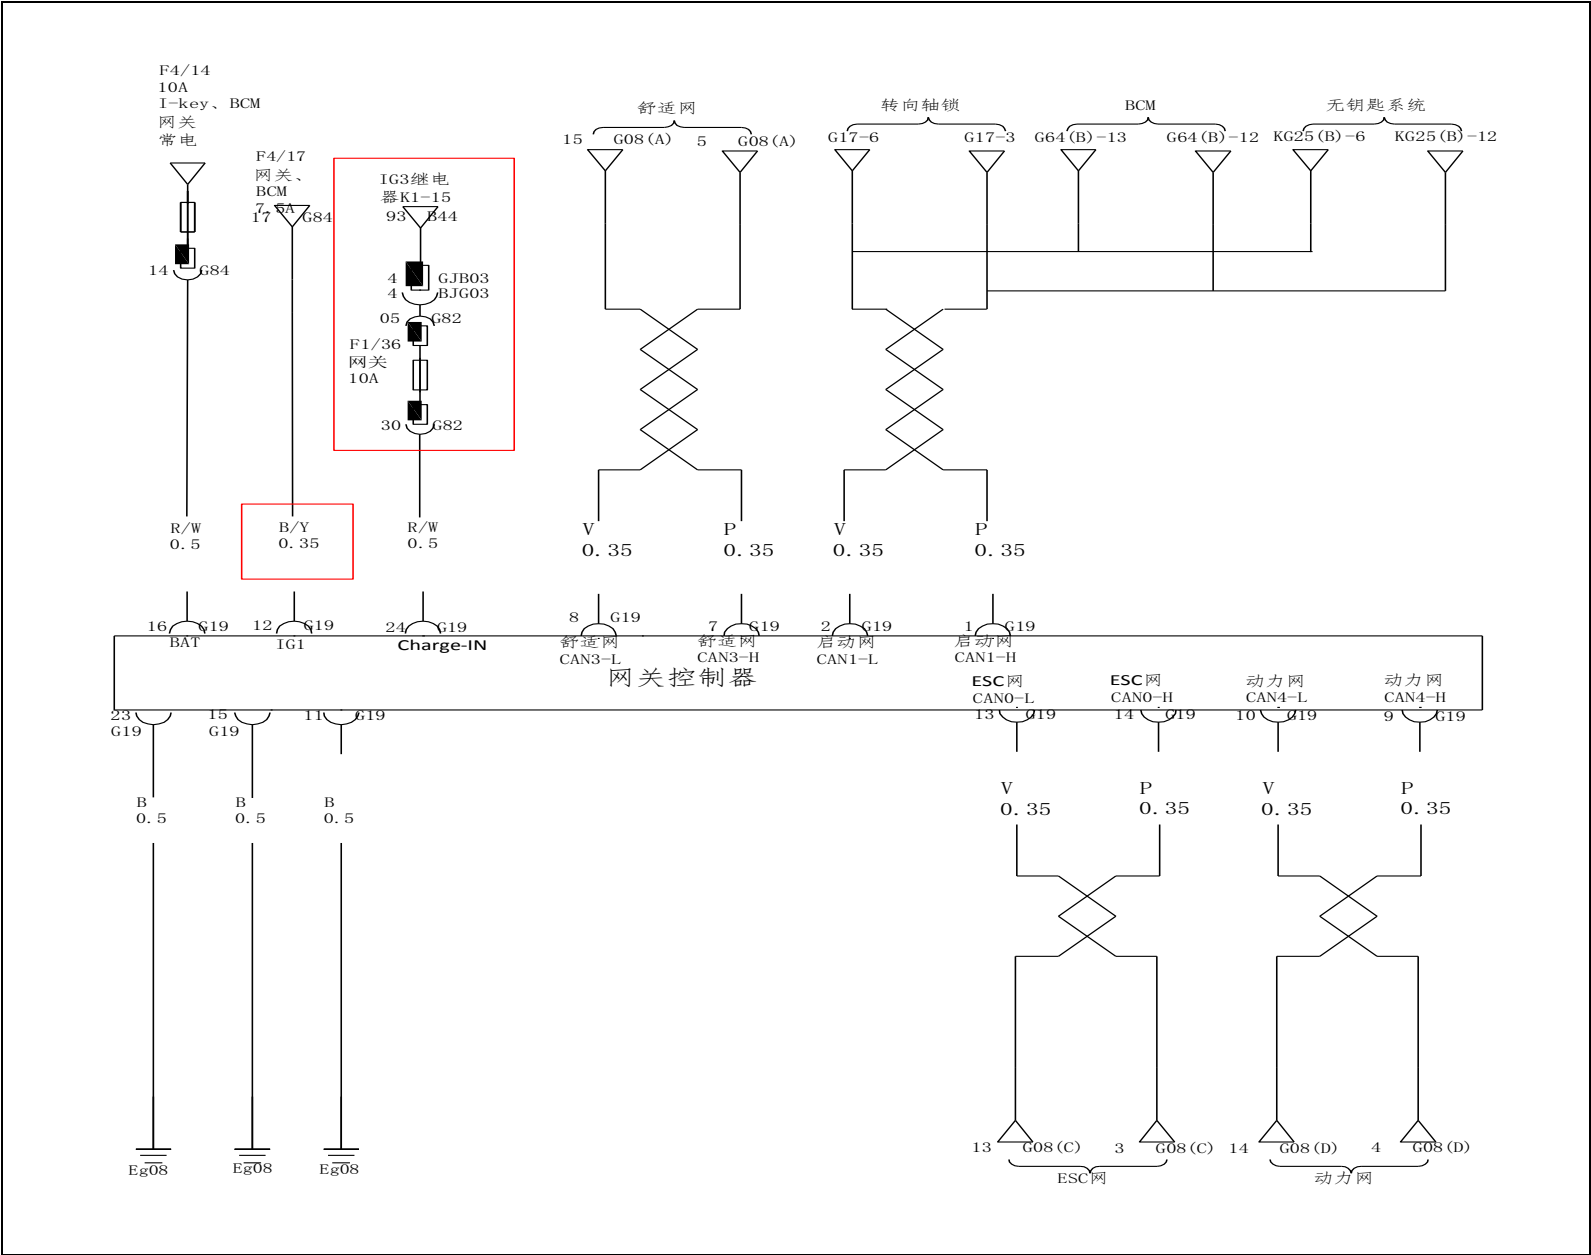 F4/14
10A
I-key、BCM
网关
常电
14 G84
F4/17
网关、
BCM
7.5A
17 G84
IG3继电
器K1-15
93 B44
4 GJB03
4 BJG03
05 G82
F1/36
网关
10A
30 G82
舒适网
15 G08(A) 5 G08(A)
转向轴锁
G17-6 G17-3
BCM
G64(B)-13 G64(B)-12
无钥匙系统
KG25(B)-6 KG25(B)-12
R/W
0.5
B/Y
0.35
R/W
0.5
V
0.35
P
0.35
V
0.35
P
0.35
16 G19
BAT
12 G19
IG1
24 G19
Charge-IN
8 G19
舒适网
CAN3-L
7 G19
舒适网
CAN3-H
2 G19
启动网
CAN1-L
1 G19
启动网
CAN1-H
网关控制器
ESC网
CAN0-L
13 G19
ESC网
CAN0-H
14 G19
动力网
CAN4-L
10 G19
动力网
CAN4-H
9 G19
23
G19
15
G19
11 G19
B
0.5
B
0.5
B
0.5
V
0.35
P
0.35
V
0.35
P
0.35
Eg08
Eg08
Eg08
13 G08(C) 3 G08(C)
ESC网
14 G08(D) 4 G08(D)
动力网